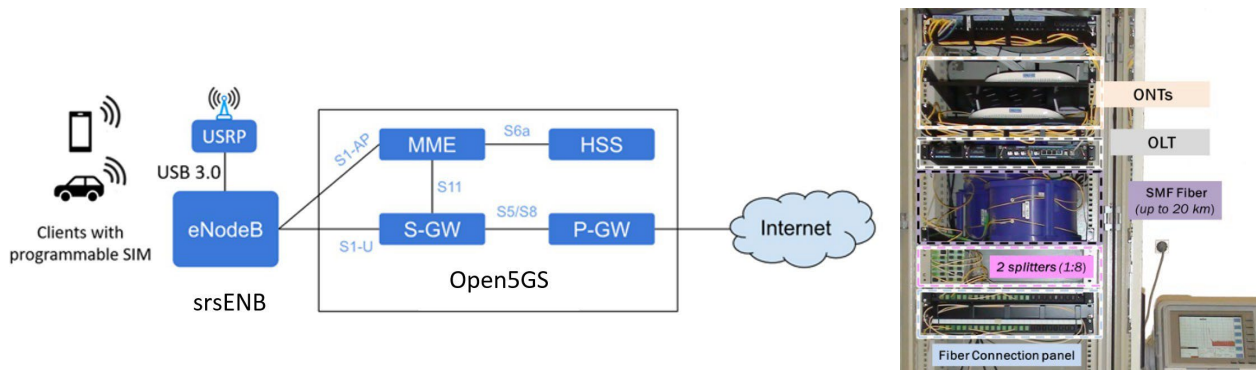 USRP
USB 3.0
eNodeB
srsENB
Clients with
programmable SIM
S1-AP
MME
S6a
HSS
S11
S1-U
S-GW
S5/S8
P-GW
Open5GS
Internet
ONTs
OLT
SMF Fiber
(up to 20 km)
2 splitters (1:8)
Fiber Connection panel